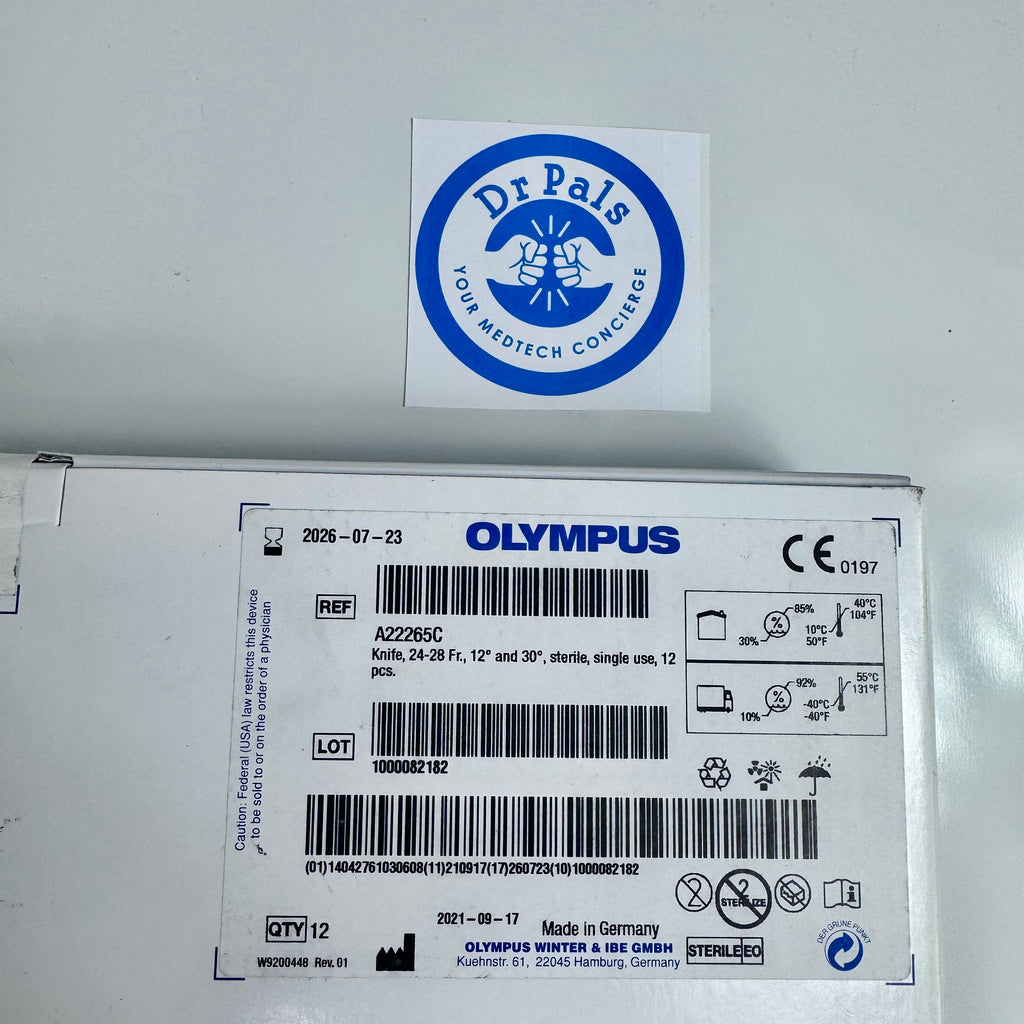 Dr Pals
YOUR MEDTECH CONCIERGE
2026-07-23
OLYMPUS
CE 0197
REF
A22265C
Knife, 24-28 Fr., 12° and 30°, sterile, single use, 12
pcs.
85%
30%
40°C
104°F
10°C
50°F
%
92%
10%
55°C
131°F
-40°C
-40°F
%
LOT
1000082182
(01)14042761030608(11)210917(17)260723(10)1000082182
Caution: Federal (USA) law restricts this device
to be sold to or on the order of a physician
2
2
STERILIZE
i
QTY 12
2021-09-17
Made in Germany
OLYMPUS WINTER & IBE GMBH
Kuehnstr. 61, 22045 Hamburg, Germany
STERILE EO
DER GRÜNE PUNKT
W9200448 Rev. 01